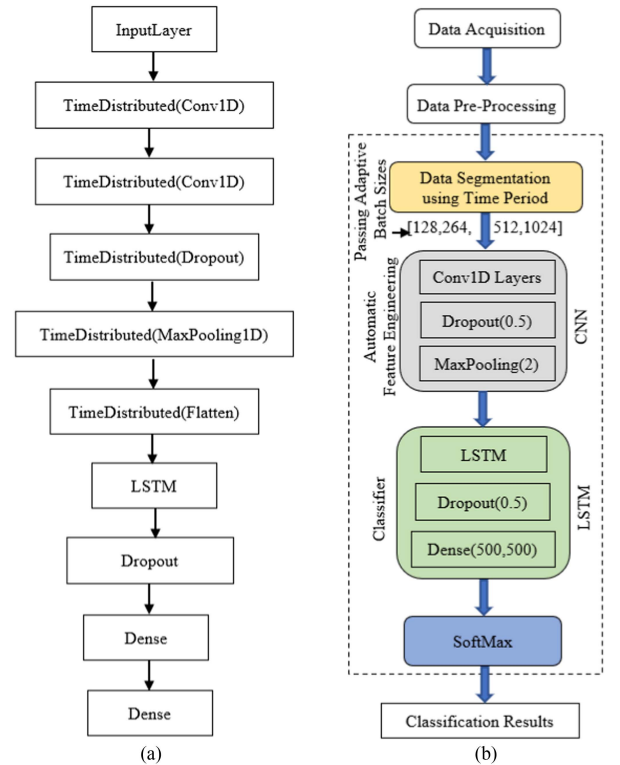 InputLayer
TimeDistributed(Conv1D)
TimeDistributed(Conv1D)
TimeDistributed(Dropout)
TimeDistributed(MaxPooling1D)
TimeDistributed(Flatten)
LSTM
Dropout
Dense
Dense
(a)
Data Acquisition
Data Pre-Processing
Passing Adaptive
Batch Sizes
Data Segmentation
using Time Period
[128,264, 512,1024]
Automatic
Feature Engineering
Conv1D Layers
Dropout(0.5)
MaxPooling(2)
CNN
Classifier
LSTM
Dropout(0.5)
Dense(500,500)
LSTM
SoftMax
Classification Results
(b)